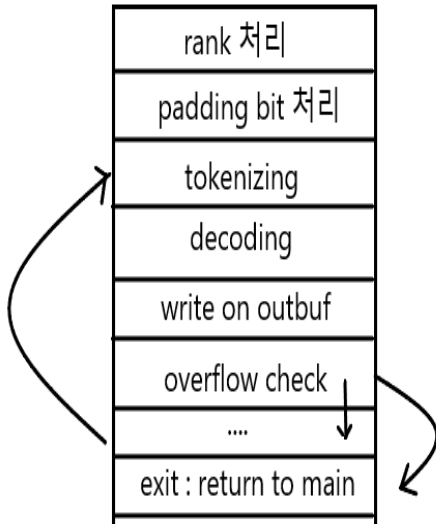 rank 처리
padding bit 처리
tokenizing
decoding
write on outbuf
overflow check
....
exit : return to main